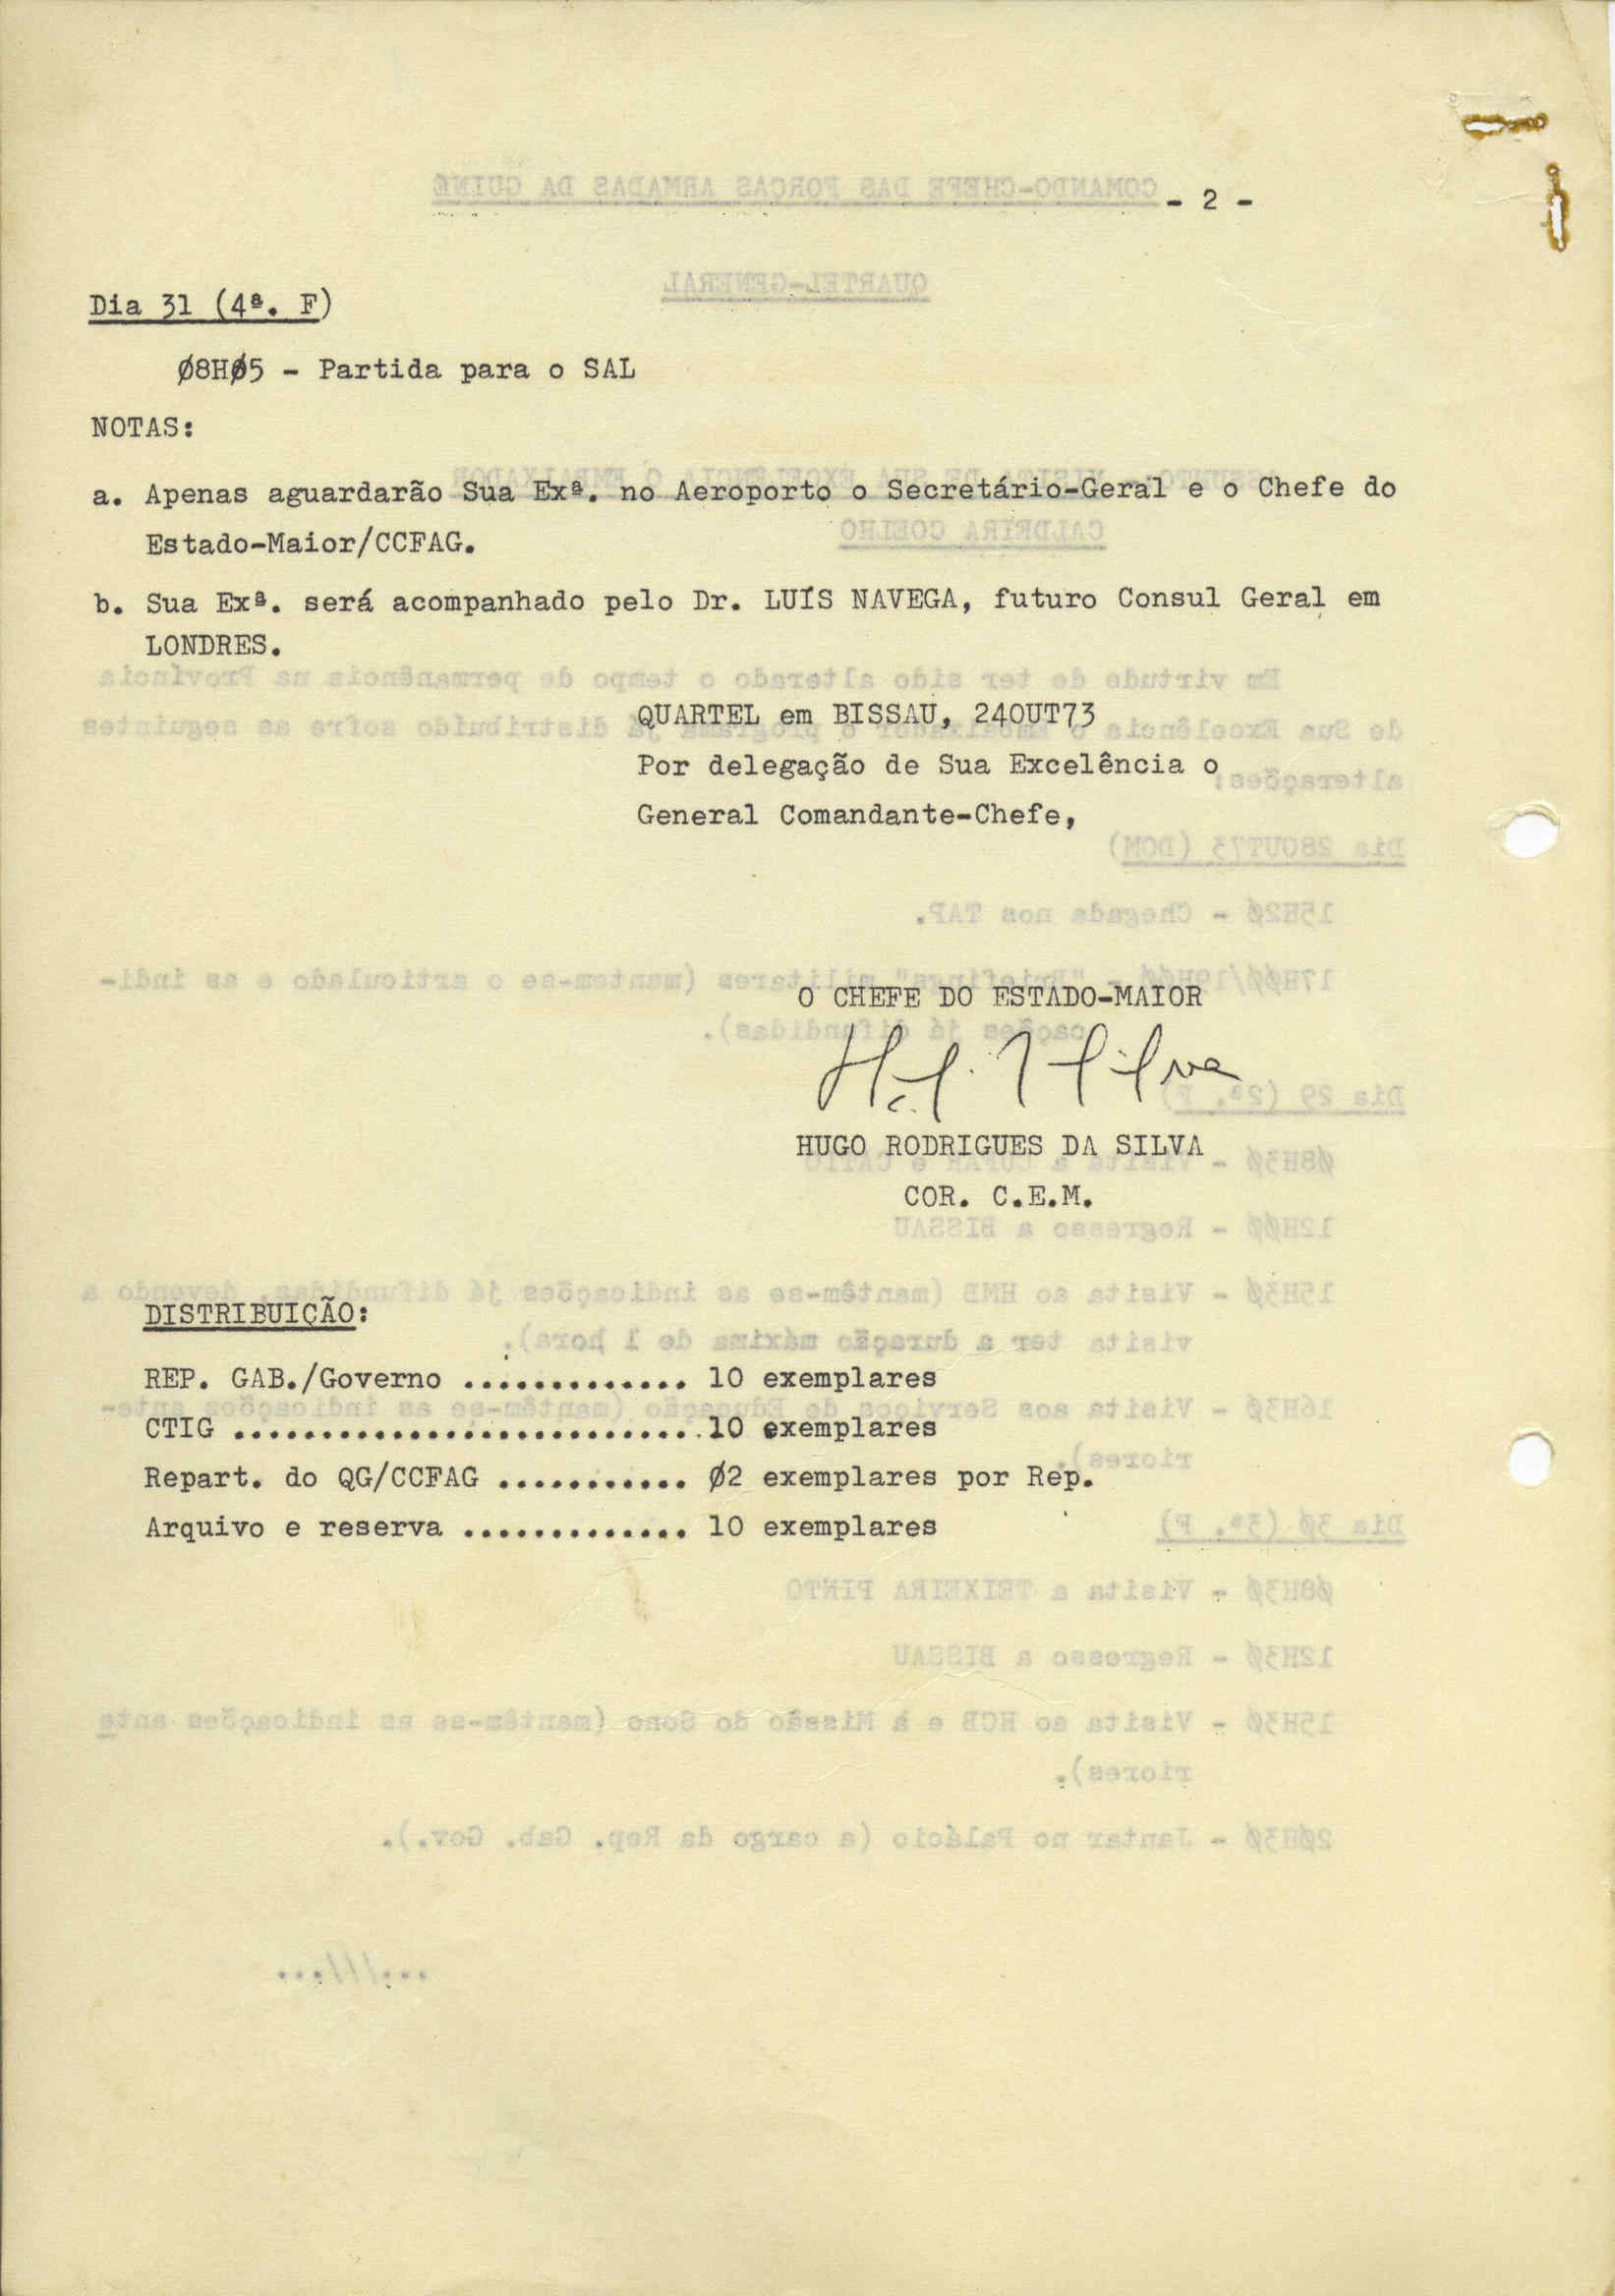 - 2 -
Dia 31 (4ª. F)
Ø8HØ5 - Partida para o SAL
NOTAS:
a. Apenas aguardarão Sua Exª. no Aeroporto o Secretário-Geral e o Chefe do
Estado-Maior/CCFAG.
b. Sua Exª. será acompanhado pelo Dr. LUÍS NAVEGA, futuro Consul Geral em
LONDRES.
QUARTEL em BISSAU, 24OUT73
Por delegação de Sua Excelência o
General Comandante-Chefe,
O CHEFE DO ESTADO-MAIOR
HUGO RODRIGUES DA SILVA
COR. C.E.M.
DISTRIBUIÇÃO:
REP. GAB./Governo ............. 10 exemplares
CTIG ........................... 10 exemplares
Repart. do QG/CCFAG ........... Ø2 exemplares por Rep.
Arquivo e reserva ............. 10 exemplares